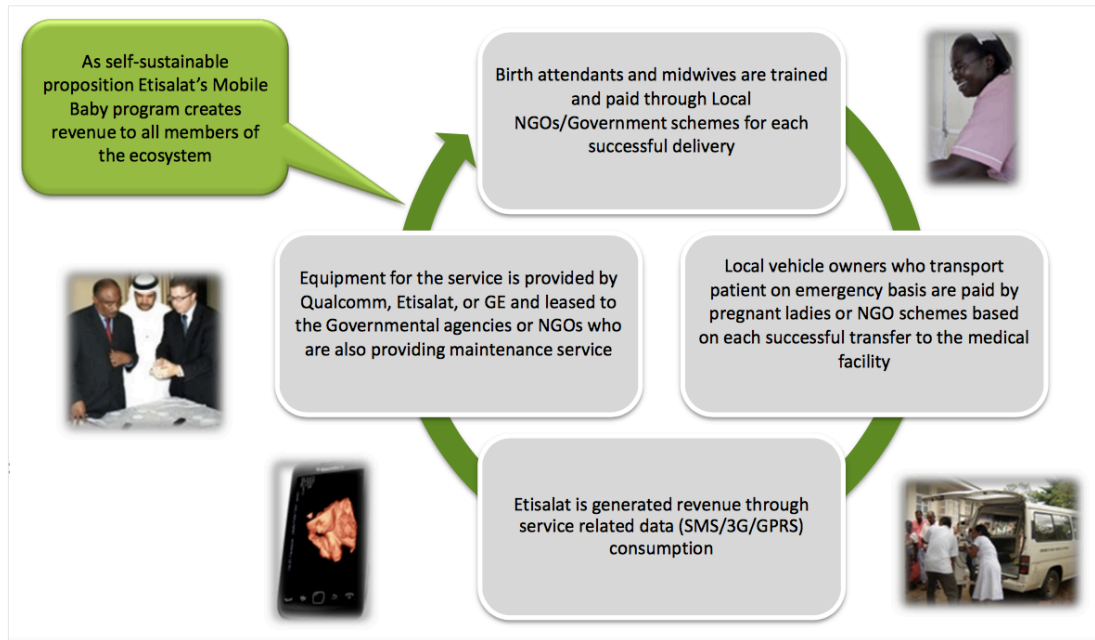 As self-sustainable
proposition Etisalat’s Mobile
Baby program creates
revenue to all members of
the ecosystem
Birth attendants and midwives are trained
and paid through Local
NGOs/Government schemes for each
successful delivery
Local vehicle owners who transport
patient on emergency basis are paid by
pregnant ladies or NGO schemes based
on each successful transfer to the medical
facility
Etisalat is generated revenue through
service related data (SMS/3G/GPRS)
consumption
Equipment for the service is provided by
Qualcomm, Etisalat, or GE and leased to
the Governmental agencies or NGOs who
are also providing maintenance service